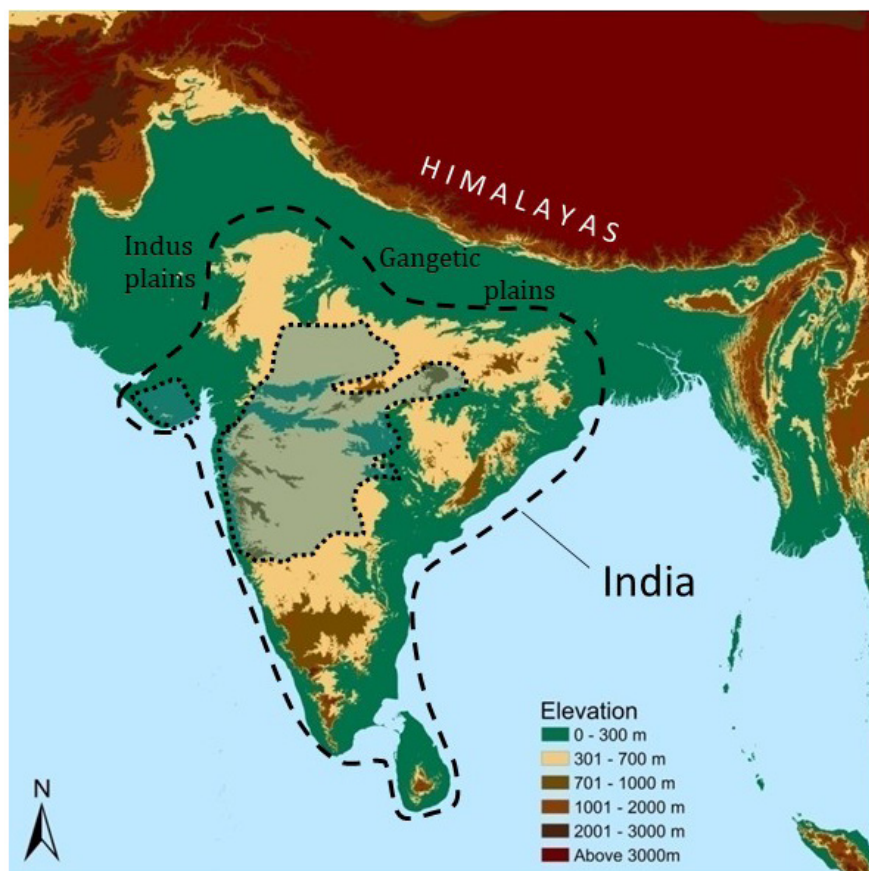 HIMALAYAS
Indus
plains
Gangetic
plains
India
Elevation
0 - 300 m
301 - 700 m
701 - 1000 m
1001 - 2000 m
2001 - 3000 m
Above 3000m
N